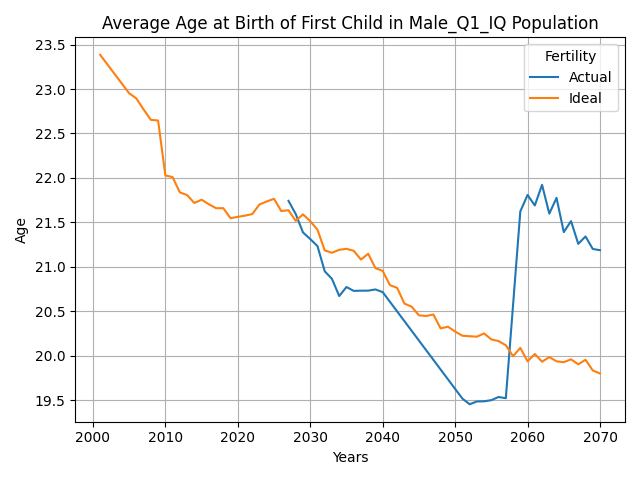 Average Age at Birth of First Child in Male_Q1_IQ Population
Fertility
Actual
Ideal
Age
23.5
23.0
22.5
22.0
21.5
21.0
20.5
20.0
19.5
2000 2010 2020 2030 2040 2050 2060 2070
Years